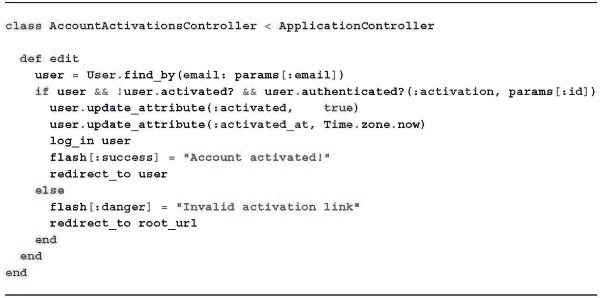 class AccountActivationsController < ApplicationController
  def edit
    user = User.find_by(email: params[:email])
    if user && !user.activated? && user.authenticated?(:activation, params[:id])
      user.update_attribute(:activated,    true)
      user.update_attribute(:activated_at, Time.zone.now)
      log_in user
      flash[:success] = "Account activated!"
      redirect_to user
    else
      flash[:danger] = "Invalid activation link"
      redirect_to root_url
    end
  end
end